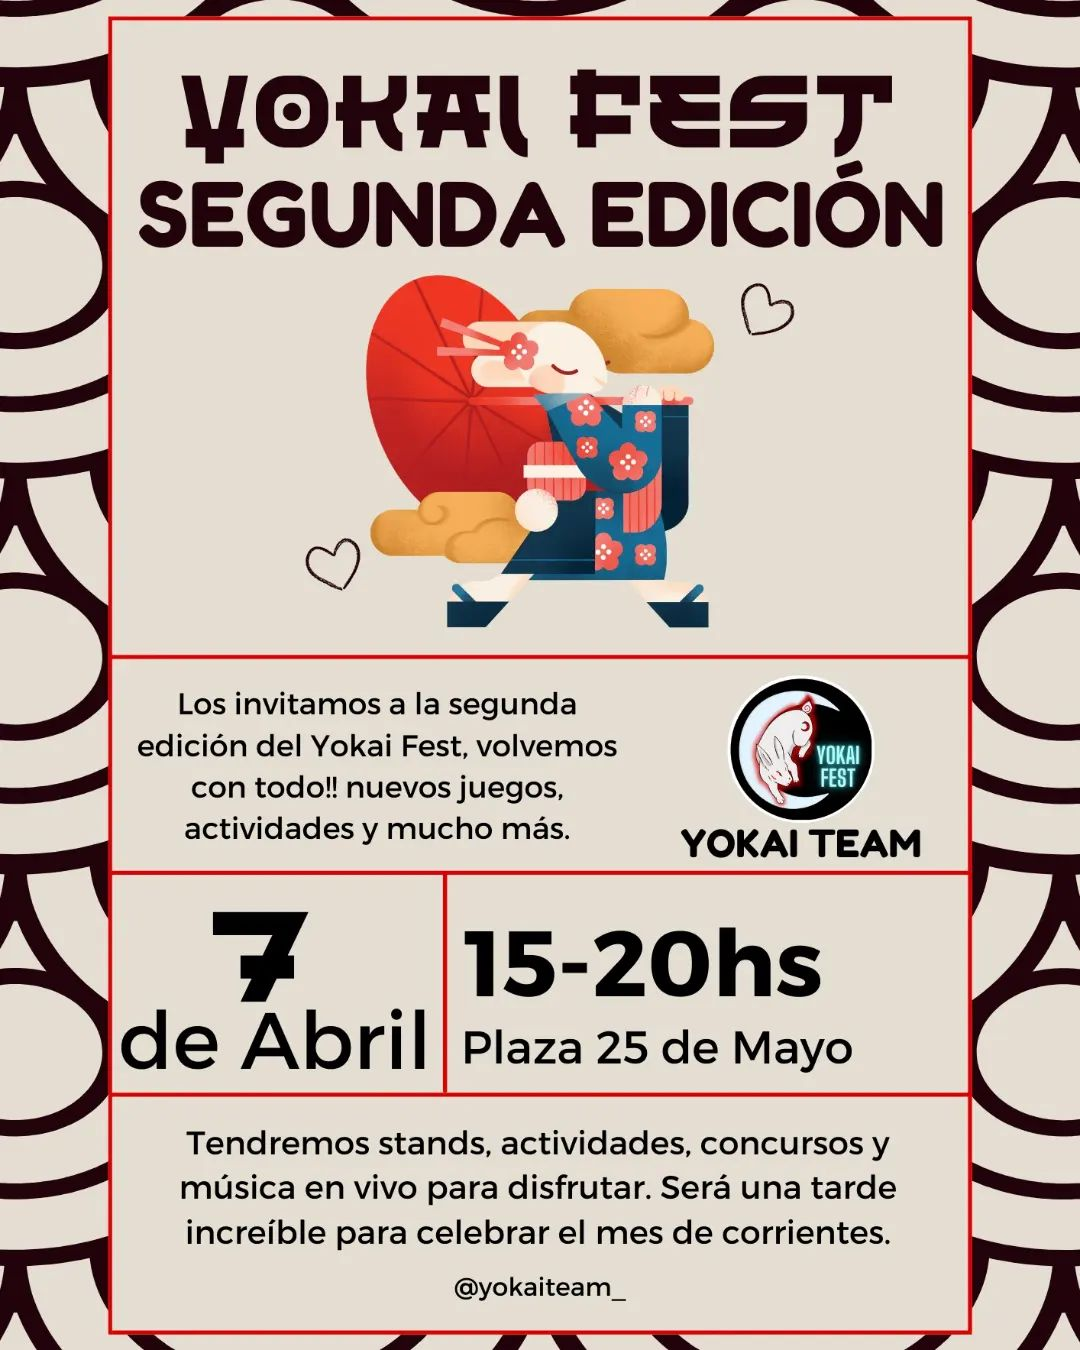 YOKAI FEST
SEGUNDA EDICIÓN
Los invitamos a la segunda
edición del Yokai Fest, volvemos
con todo!! nuevos juegos,
actividades y mucho más.
YOKAI
FEST
YOKAI TEAM
7
de Abril
15-20hs
Plaza 25 de Mayo
Tendremos stands, actividades, concursos y
música en vivo para disfrutar. Será una tarde
increíble para celebrar el mes de corrientes.
@yokaiteam_